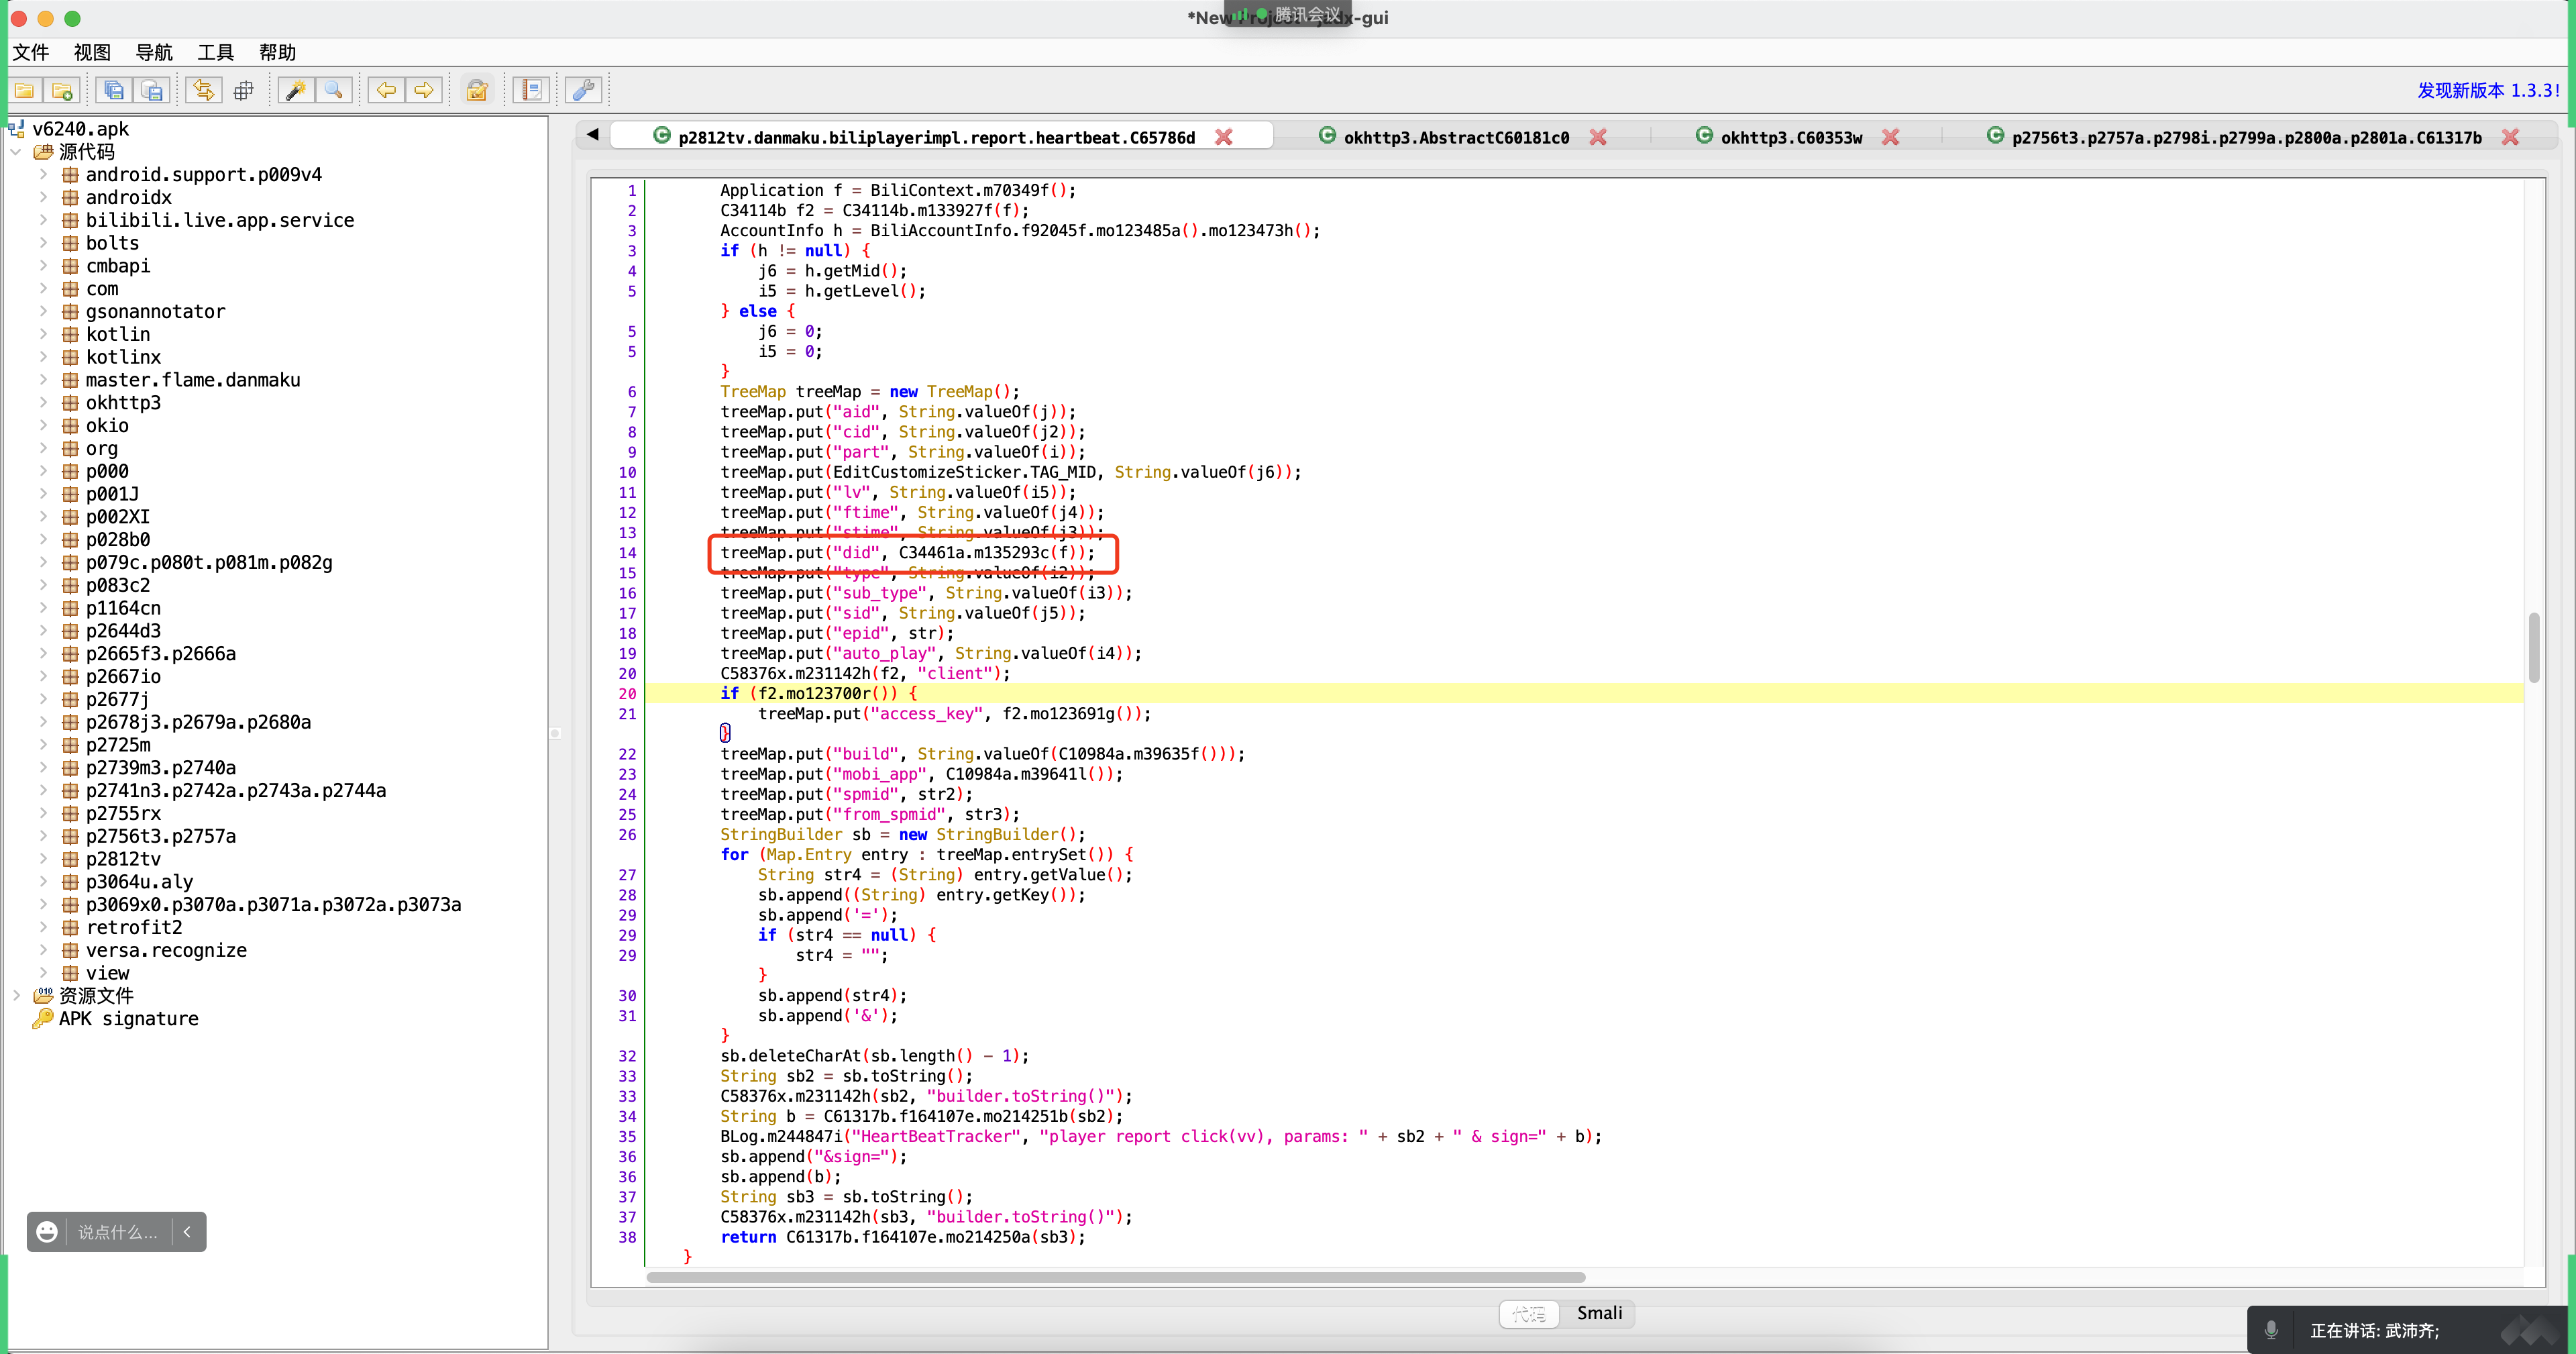 *New
腾讯会议
x-gui
文件 视图 导航 工具 帮助
发现新版本 1.3.3!
v6240.apk
源代码
android.support.p009v4
androidx
bilibili.live.app.service
bolts
cmbapi
com
gsonannotator
kotlin
kotlinx
master.flame.danmaku
okhttp3
okio
org
p000
p001J
p002XI
p028b0
p079c.p080t.p081m.p082g
p083c2
p1164cn
p2644d3
p2665f3.p2666a
p2667io
p2677j
p2678j3.p2679a.p2680a
p2725m
p2739m3.p2740a
p2741n3.p2742a.p2743a.p2744a
p2755rx
p2756t3.p2757a
p2812tv
p3064u.aly
p3069x0.p3070a.p3071a.p3072a.p3073a
retrofit2
versa.recognize
view
资源文件
APK signature
说点什么...
p2812tv.danmaku.biliplayerimpl.report.heartbeat.C65786d okhttp3.AbstractC60181c0 okhttp3.C60353w p2756t3.p2757a.p2798i.p2799a.p2800a.p2801a.C61317b
1 Application f = BiliContext.m70349f();
2 C34114b f2 = C34114b.m133927f(f);
3 AccountInfo h = BiliAccountInfo.f92045f.mo123485a().mo123473h();
3 if (h != null) {
4 j6 = h.getMid();
5 i5 = h.getLevel();
} else {
5 j6 = 0;
5 i5 = 0;
}
6 TreeMap treeMap = new TreeMap();
7 treeMap.put("aid", String.valueOf(j));
8 treeMap.put("cid", String.valueOf(j2));
9 treeMap.put("part", String.valueOf(i));
10 treeMap.put(EditCustomizeSticker.TAG_MID, String.valueOf(j6));
11 treeMap.put("lv", String.valueOf(i5));
12 treeMap.put("ftime", String.valueOf(j4));
13 treeMap.put("stime", String.valueOf(j3));
14 treeMap.put("did", C34461a.m135293c(f));
15 treeMap.put("type", String.valueOf(i2));
16 treeMap.put("sub_type", String.valueOf(i3));
17 treeMap.put("sid", String.valueOf(j5));
18 treeMap.put("epid", str);
19 treeMap.put("auto_play", String.valueOf(i4));
20 C58376x.m231142h(f2, "client");
20 if (f2.mo123700r()) {
21 treeMap.put("access_key", f2.mo123691g());
}
22 treeMap.put("build", String.valueOf(C10984a.m39635f()));
23 treeMap.put("mobi_app", C10984a.m39641l());
24 treeMap.put("spmid", str2);
25 treeMap.put("from_spmid", str3);
26 StringBuilder sb = new StringBuilder();
for (Map.Entry entry : treeMap.entrySet()) {
27 String str4 = (String) entry.getValue();
28 sb.append((String) entry.getKey());
29 sb.append('=');
29 if (str4 == null) {
29 str4 = "";
}
30 sb.append(str4);
31 sb.append('&');
}
32 sb.deleteCharAt(sb.length() - 1);
33 String sb2 = sb.toString();
33 C58376x.m231142h(sb2, "builder.toString()");
34 String b = C61317b.f164107e.mo214251b(sb2);
35 BLog.m244847i("HeartBeatTracker", "player report click(vv), params: " + sb2 + " & sign=" + b);
36 sb.append("&sign=");
36 sb.append(b);
37 String sb3 = sb.toString();
37 C58376x.m231142h(sb3, "builder.toString()");
38 return C61317b.f164107e.mo214250a(sb3);
}
代码 Smali
正在讲话: 武沛齐;